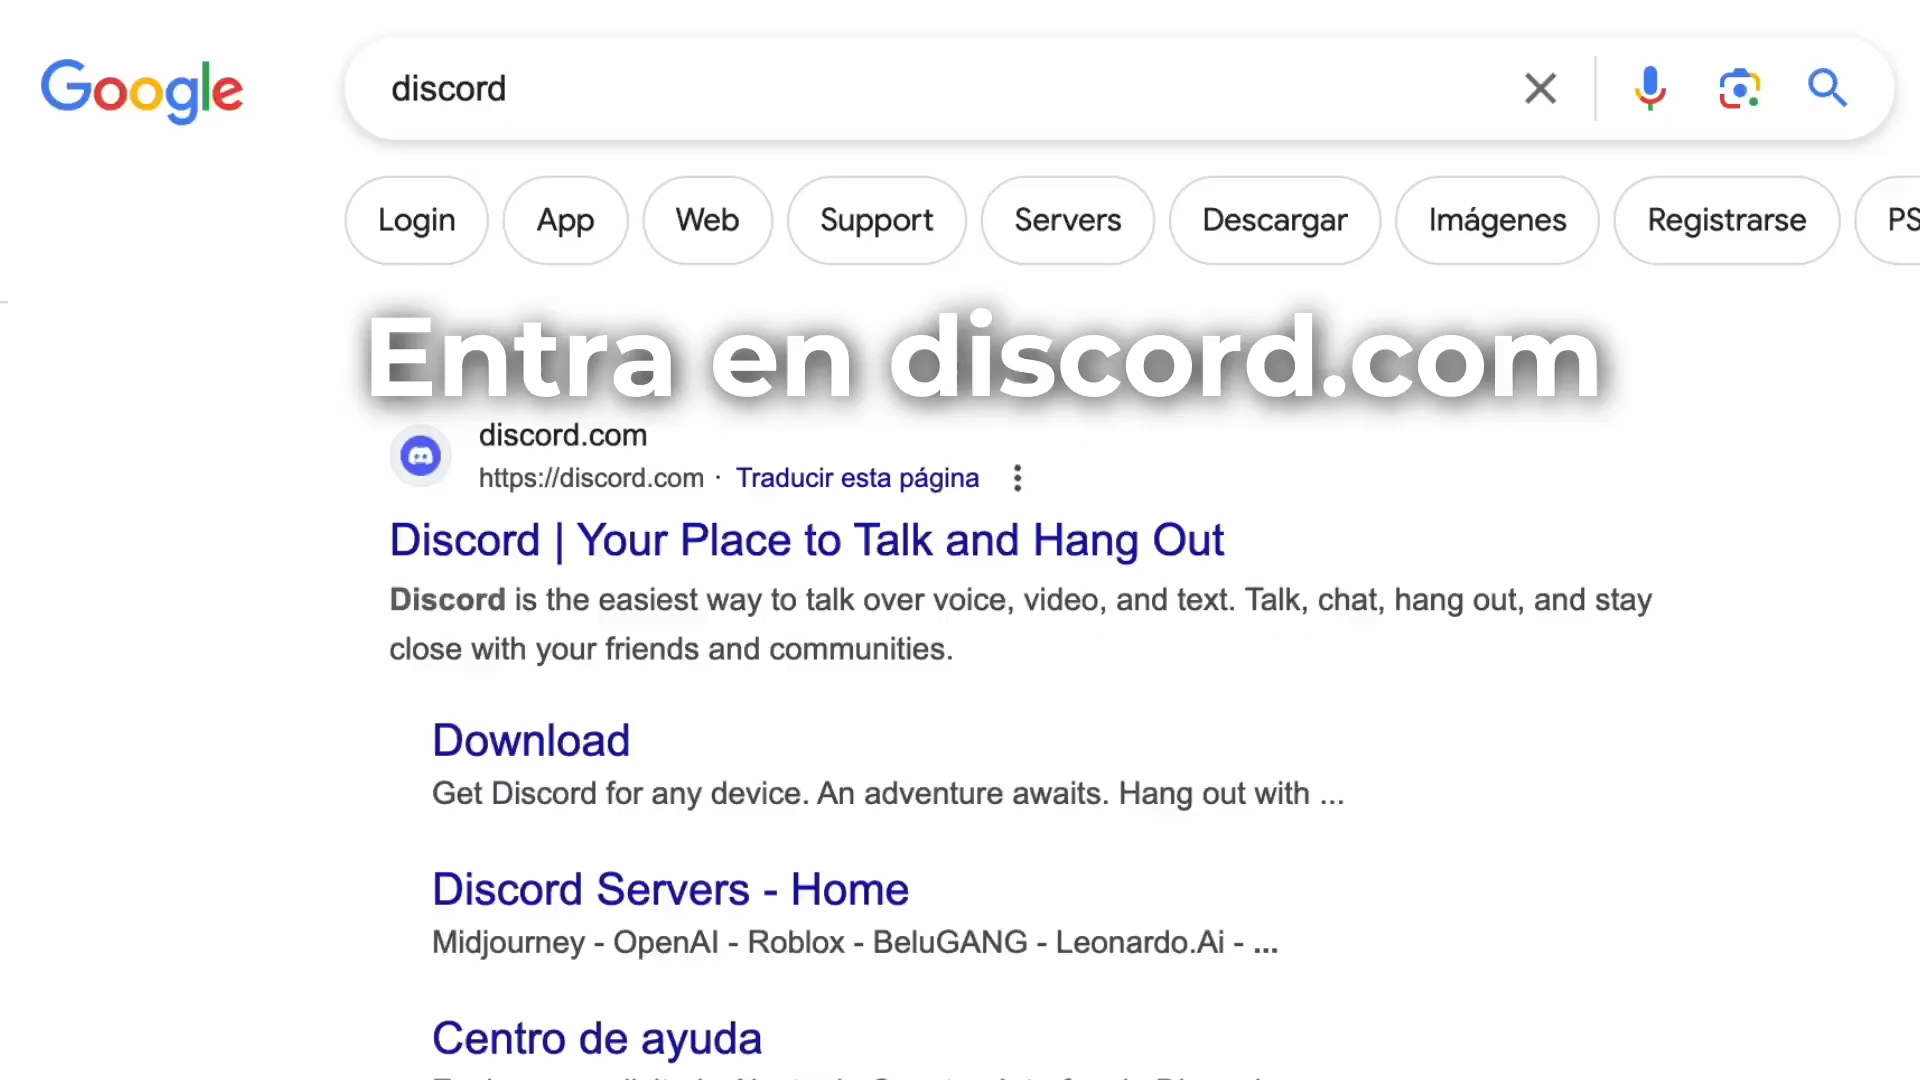 Google
discord
Login App Web Support Servers Descargar Imágenes Registrarse PS
Entra en discord.com
discord.com
https://discord.com · Traducir esta página
Discord | Your Place to Talk and Hang Out
Discord is the easiest way to talk over voice, video, and text. Talk, chat, hang out, and stay
close with your friends and communities.
Download
Get Discord for any device. An adventure awaits. Hang out with ...
Discord Servers - Home
Midjourney - OpenAI - Roblox - BeluGANG - Leonardo.Ai - ...
Centro de ayuda